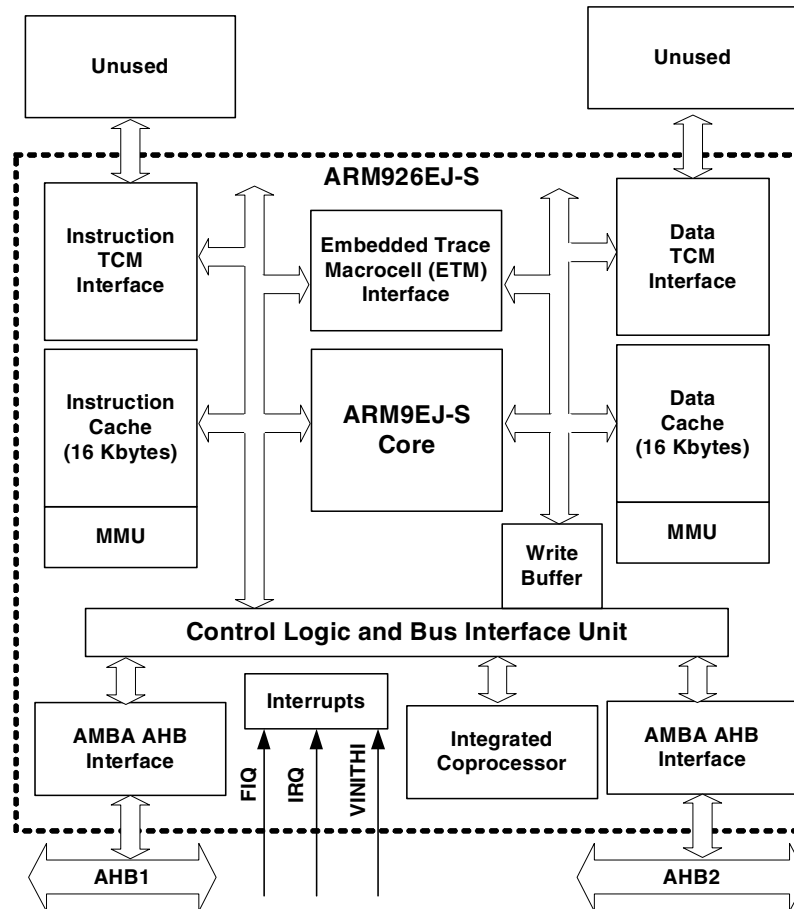 Unused
Unused
ARM926EJ-S
Instruction
TCM
Interface
Embedded Trace
Macrocell (ETM)
Interface
Data
TCM
Interface
Instruction
Cache
(16 Kbytes)
MMU
ARM9EJ-S
Core
Data
Cache
(16 Kbytes)
MMU
Write
Buffer
Control Logic and Bus Interface Unit
AMBA AHB
Interface
Interrupts
FIQ
IRQ
VINITHI
Integrated
Coprocessor
AMBA AHB
Interface
AHB1
AHB2